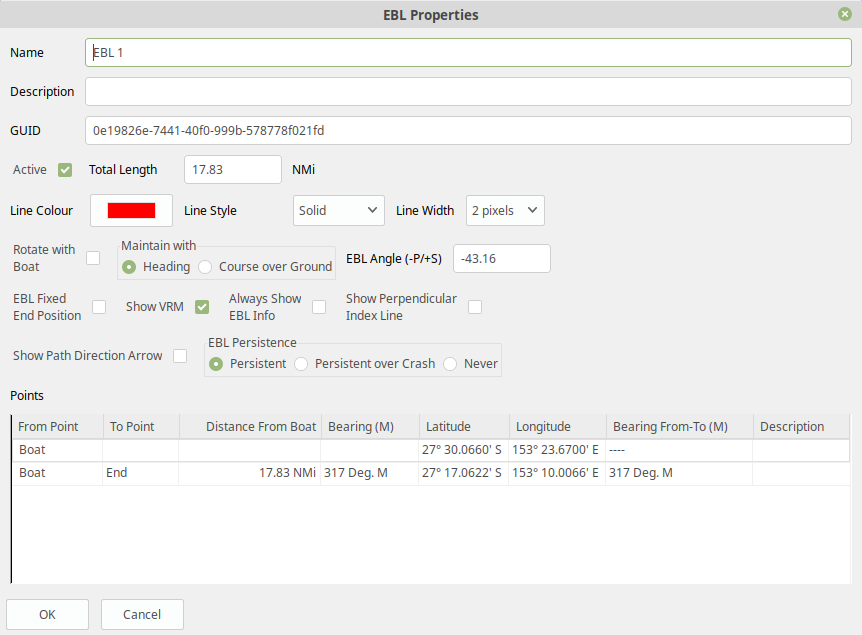 EBL Properties
Name EBL 1
Description
GUID 0e19826e-7441-40f0-999b-578778f021fd
Active Total Length 17.83 NMi
Line Colour Line Style Solid Line Width 2 pixels
Rotate with Boat Maintain with Heading Course over Ground EBL Angle (-P/+S) -43.16
EBL Fixed End Position Show VRM Always Show EBL Info Show Perpendicular Index Line
Show Path Direction Arrow EBL Persistence Persistent Persistent over Crash Never
Points
From Point To Point Distance From Boat Bearing (M) Latitude Longitude Bearing From-To (M) Description
Boat 27° 30.0660' S 153° 23.6700' E ----
Boat End 17.83 NMi 317 Deg. M 27° 17.0622' S 153° 10.0066' E 317 Deg. M
OK Cancel